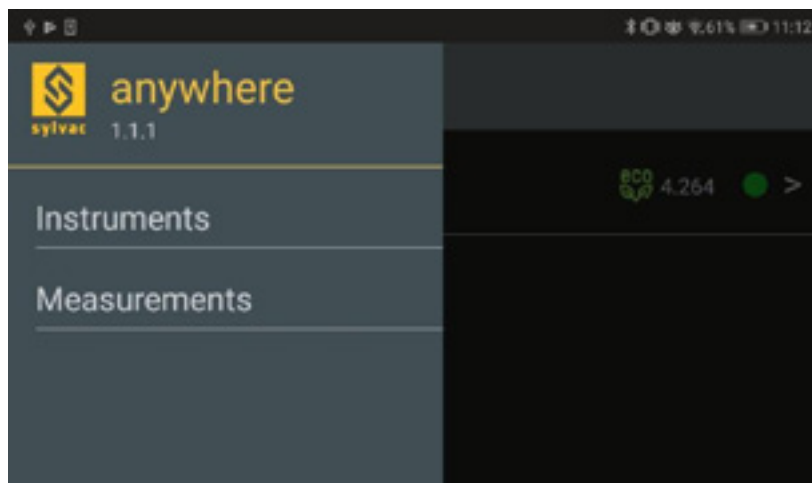 61% 11:12
anywhere
sylvac
1.1.1
eco 4.264 >
Instruments
Measurements